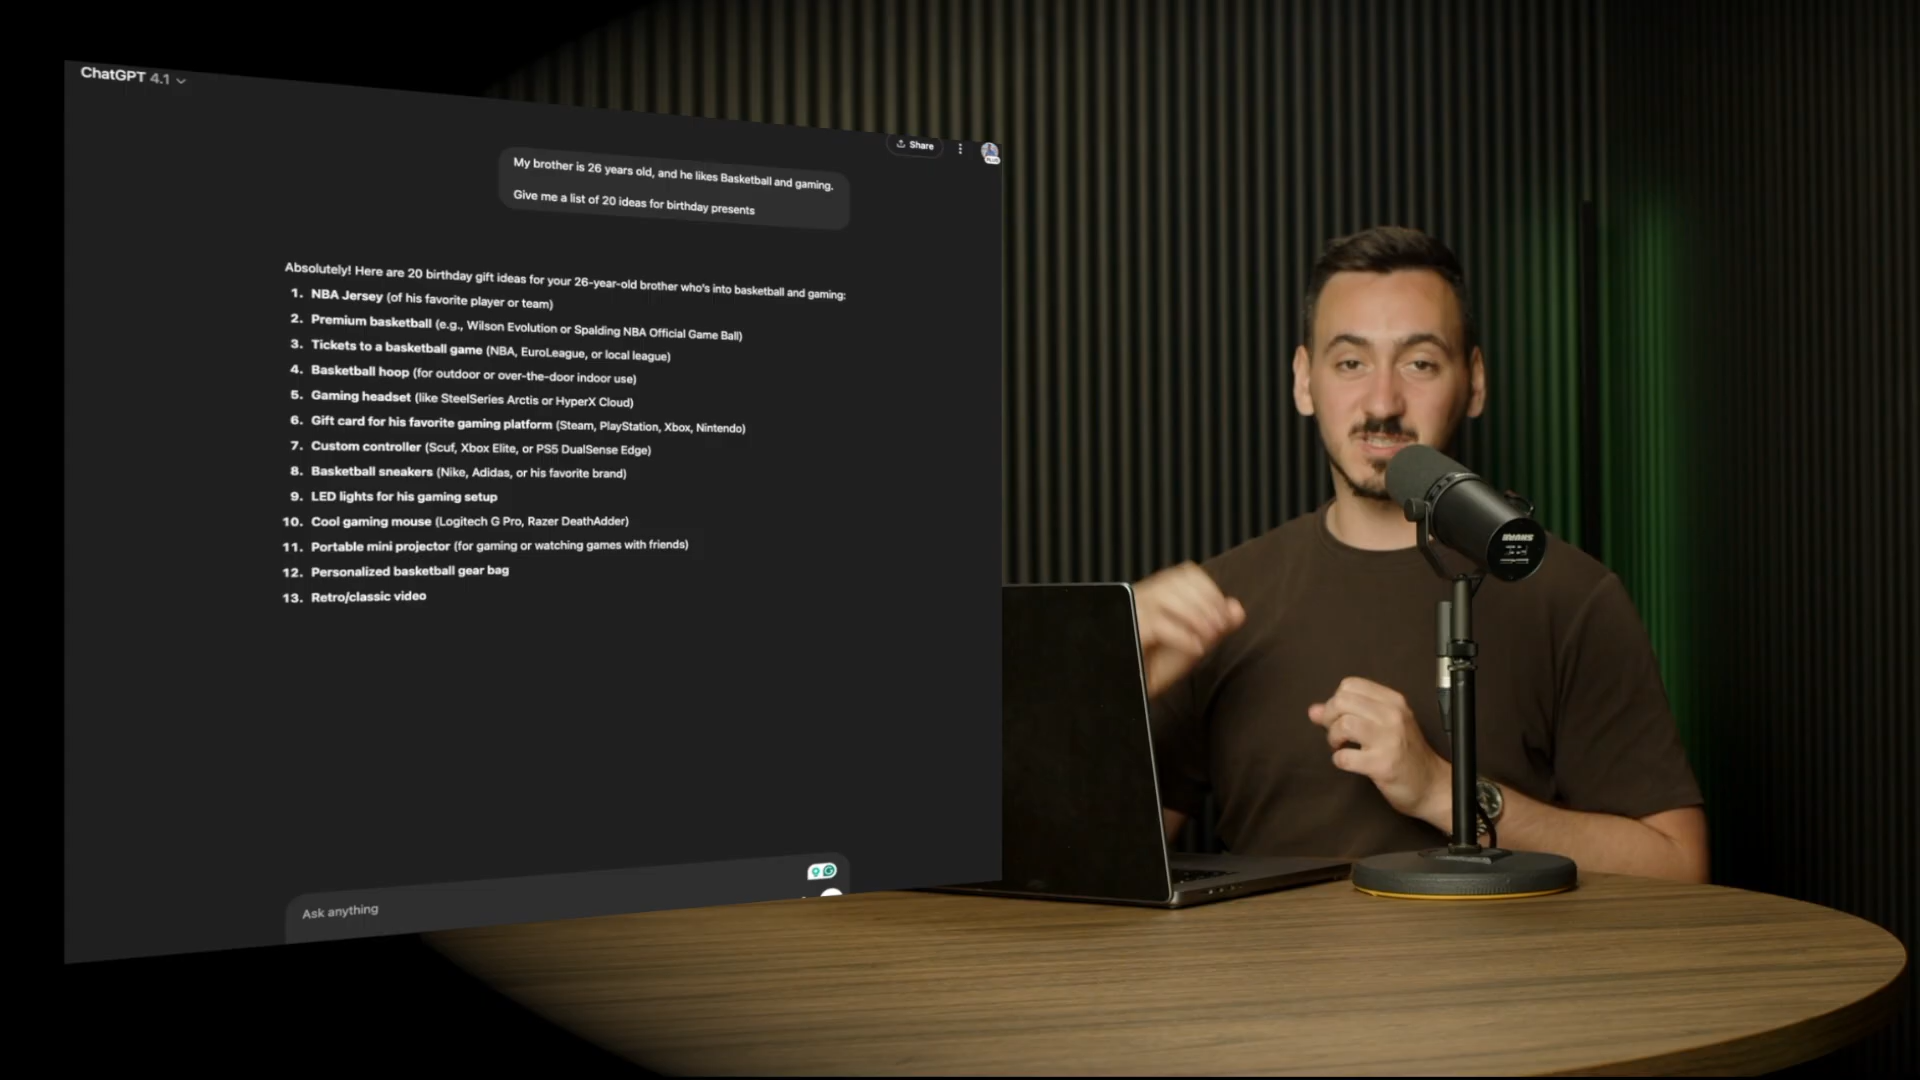 ChatGPT 4.1
Share
My brother is 26 years old, and he likes Basketball and gaming.
Give me a list of 20 ideas for birthday presents
Absolutely! Here are 20 birthday gift ideas for your 26-year-old brother who's into basketball and gaming:
1. NBA Jersey (of his favorite player or team)
2. Premium basketball (e.g., Wilson Evolution or Spalding NBA Official Game Ball)
3. Tickets to a basketball game (NBA, EuroLeague, or local league)
4. Basketball hoop (for outdoor or over-the-door indoor use)
5. Gaming headset (like SteelSeries Arctis or HyperX Cloud)
6. Gift card for his favorite gaming platform (Steam, PlayStation, Xbox, Nintendo)
7. Custom controller (Scuf, Xbox Elite, or PS5 DualSense Edge)
8. Basketball sneakers (Nike, Adidas, or his favorite brand)
9. LED lights for his gaming setup
10. Cool gaming mouse (Logitech G Pro, Razer DeathAdder)
11. Portable mini projector (for gaming or watching games with friends)
12. Personalized basketball gear bag
13. Retro/classic video
Ask anything